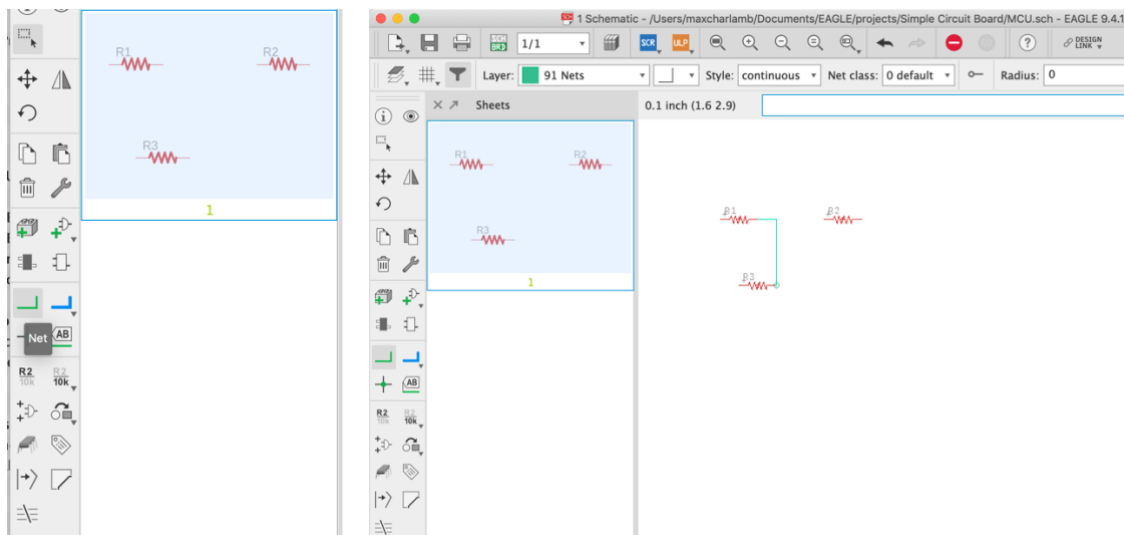 R1
R2
R3
1
Net
AB
R2
10k
R2
10k
1 Schematic - /Users/maxcharlamb/Documents/EAGLE/projects/Simple Circuit Board/MCU.sch - EAGLE 9.4.1
SCH
BRD
1/1
SCR
ULP
DESIGN
LINK
Layer:
91 Nets
Style:
continuous
Net class:
0 default
Radius:
0
Sheets
0.1 inch (1.6 2.9)
R1
R2
R3
1
AB
R2
10k
R2
10k
R1
R2
R3